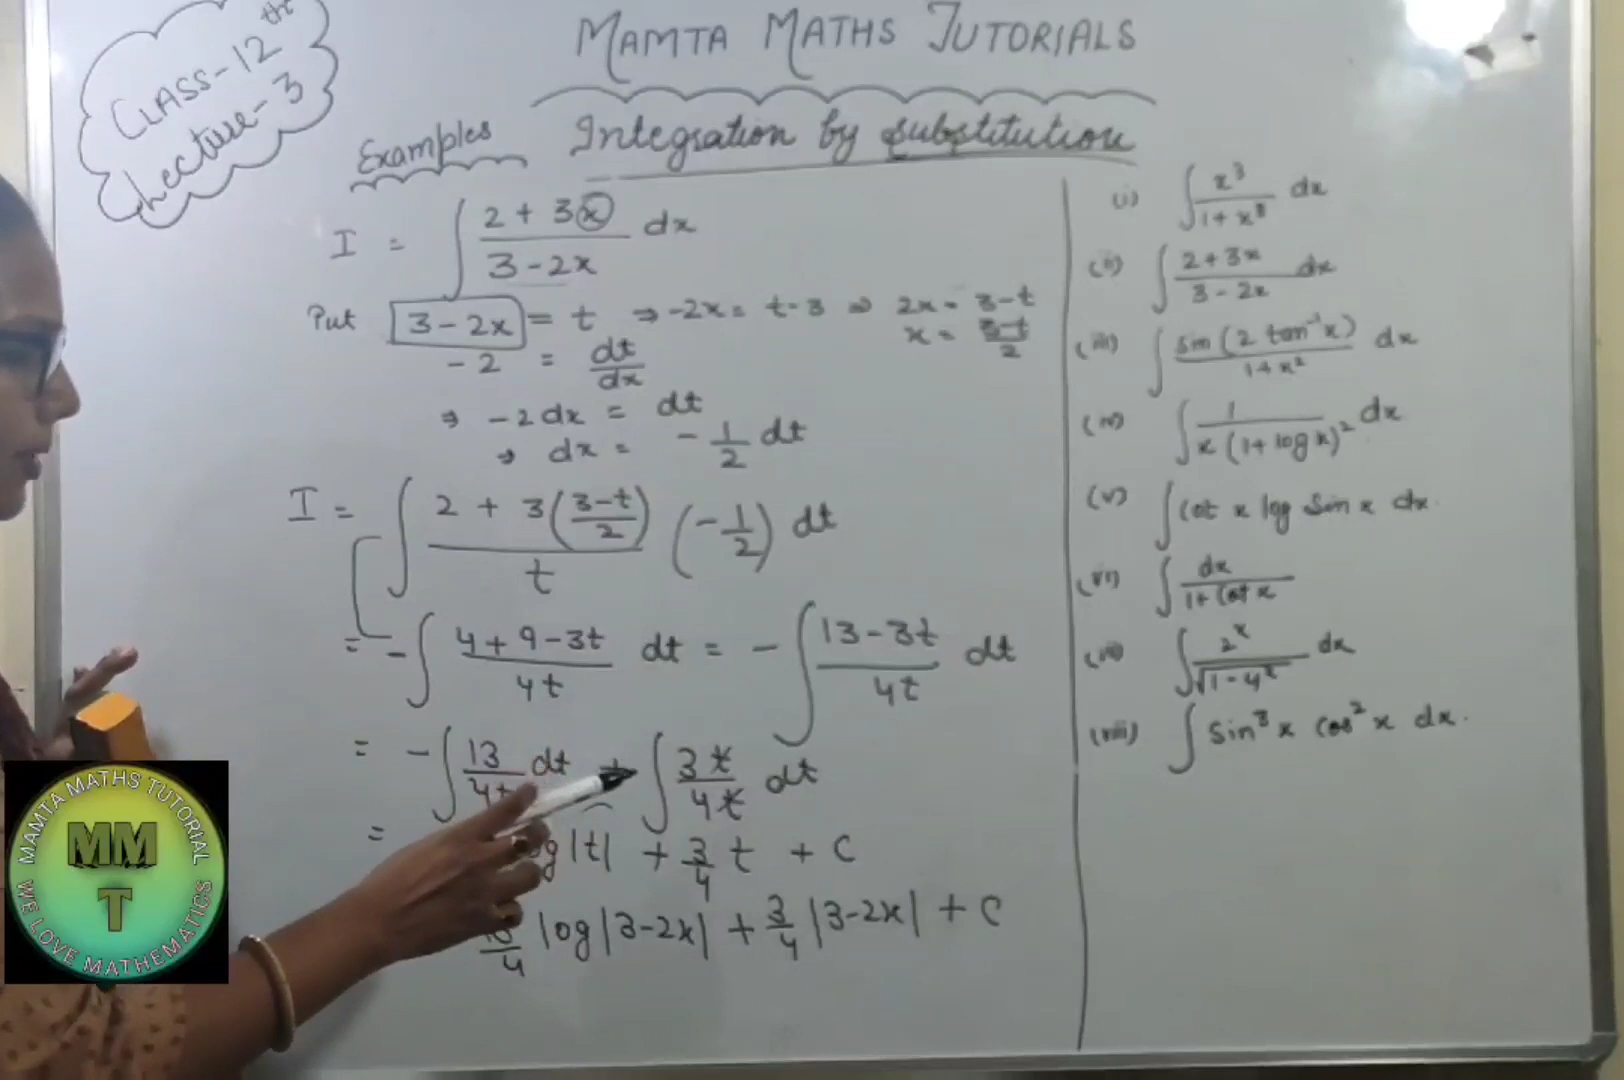 CLASS-12th
Lecture-3
MAMTA MATHS TUTORIALS
Examples
Integration by substitution
I = ∫ (2 + 3x)/(3 - 2x) dx
Put 3 - 2x = t ⇒ -2x = t - 3 ⇒ 2x = 3 - t
x = (3-t)/2
-2 = dt/dx
⇒ -2 dx = dt
⇒ dx = -1/2 dt
I = ∫ (2 + 3((3-t)/2))/t (-1/2) dt
= -∫ (4 + 9 - 3t)/4t dt = -∫ (13 - 3t)/4t dt
= -∫ 13/4t dt + ∫ 3t/4t dt
= log|t| + 3/4 t + c
13/4 log|3-2x| + 3/4 |3-2x| + c
(i) ∫ x³/(1+x⁸) dx
(ii) ∫ (2+3x)/(3-2x) dx
(iii) ∫ sin(2 tan⁻¹x)/(1+x²) dx
(iv) ∫ 1/(x(1+log x)²) dx
(v) ∫ cot x log sin x dx.
(vi) ∫ dx/(1+Cot x)
(vii) ∫ 2ˣ/√(1-4ˣ) dx
(viii) ∫ sin³x cos²x dx.
MAMTA MATHS TUTORIAL
MM
T
WE LOVE MATHEMATICS